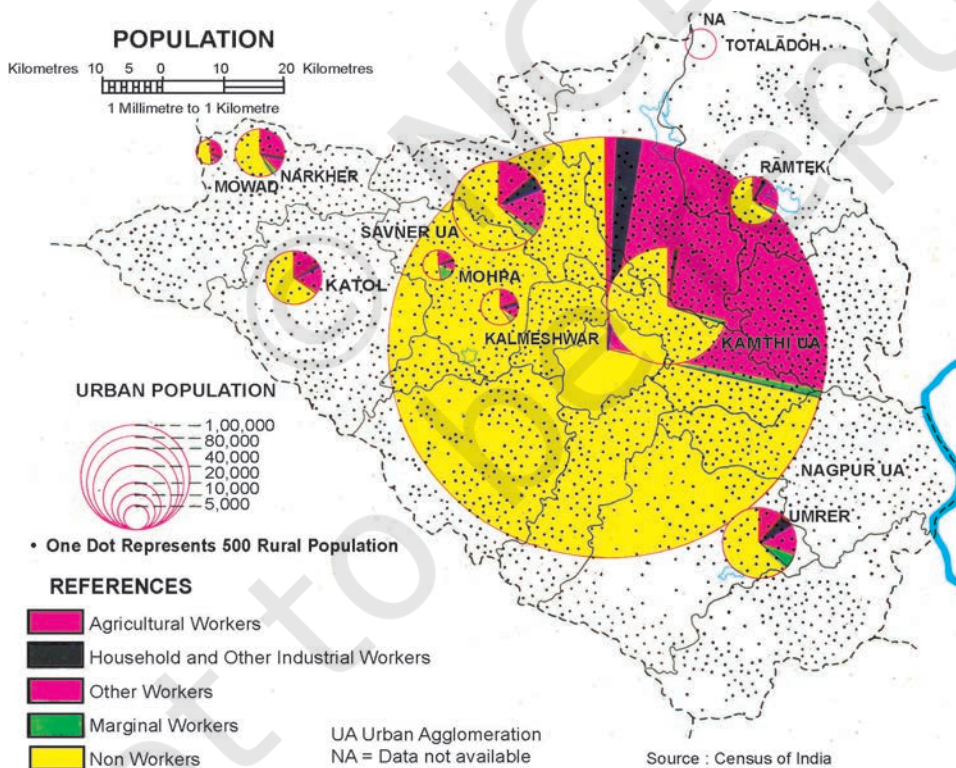 POPULATION
Kilometres 10 5 0 10 20 Kilometres
1 Millimetre to 1 Kilometre
NA
TOTALĀDOH
RĀMTEK
MOWAD
NARKHER
SAVNER UA
MOHPA
KATOL
KALMESHWAR
KAMTHI UA
NAGPUR UA
UMRER
URBAN POPULATION
1,00,000
80,000
40,000
20,000
10,000
5,000
• One Dot Represents 500 Rural Population
REFERENCES
Agricultural Workers
Household and Other Industrial Workers
Other Workers
Marginal Workers
Non Workers
UA Urban Agglomeration
NA = Data not available
Source : Census of India